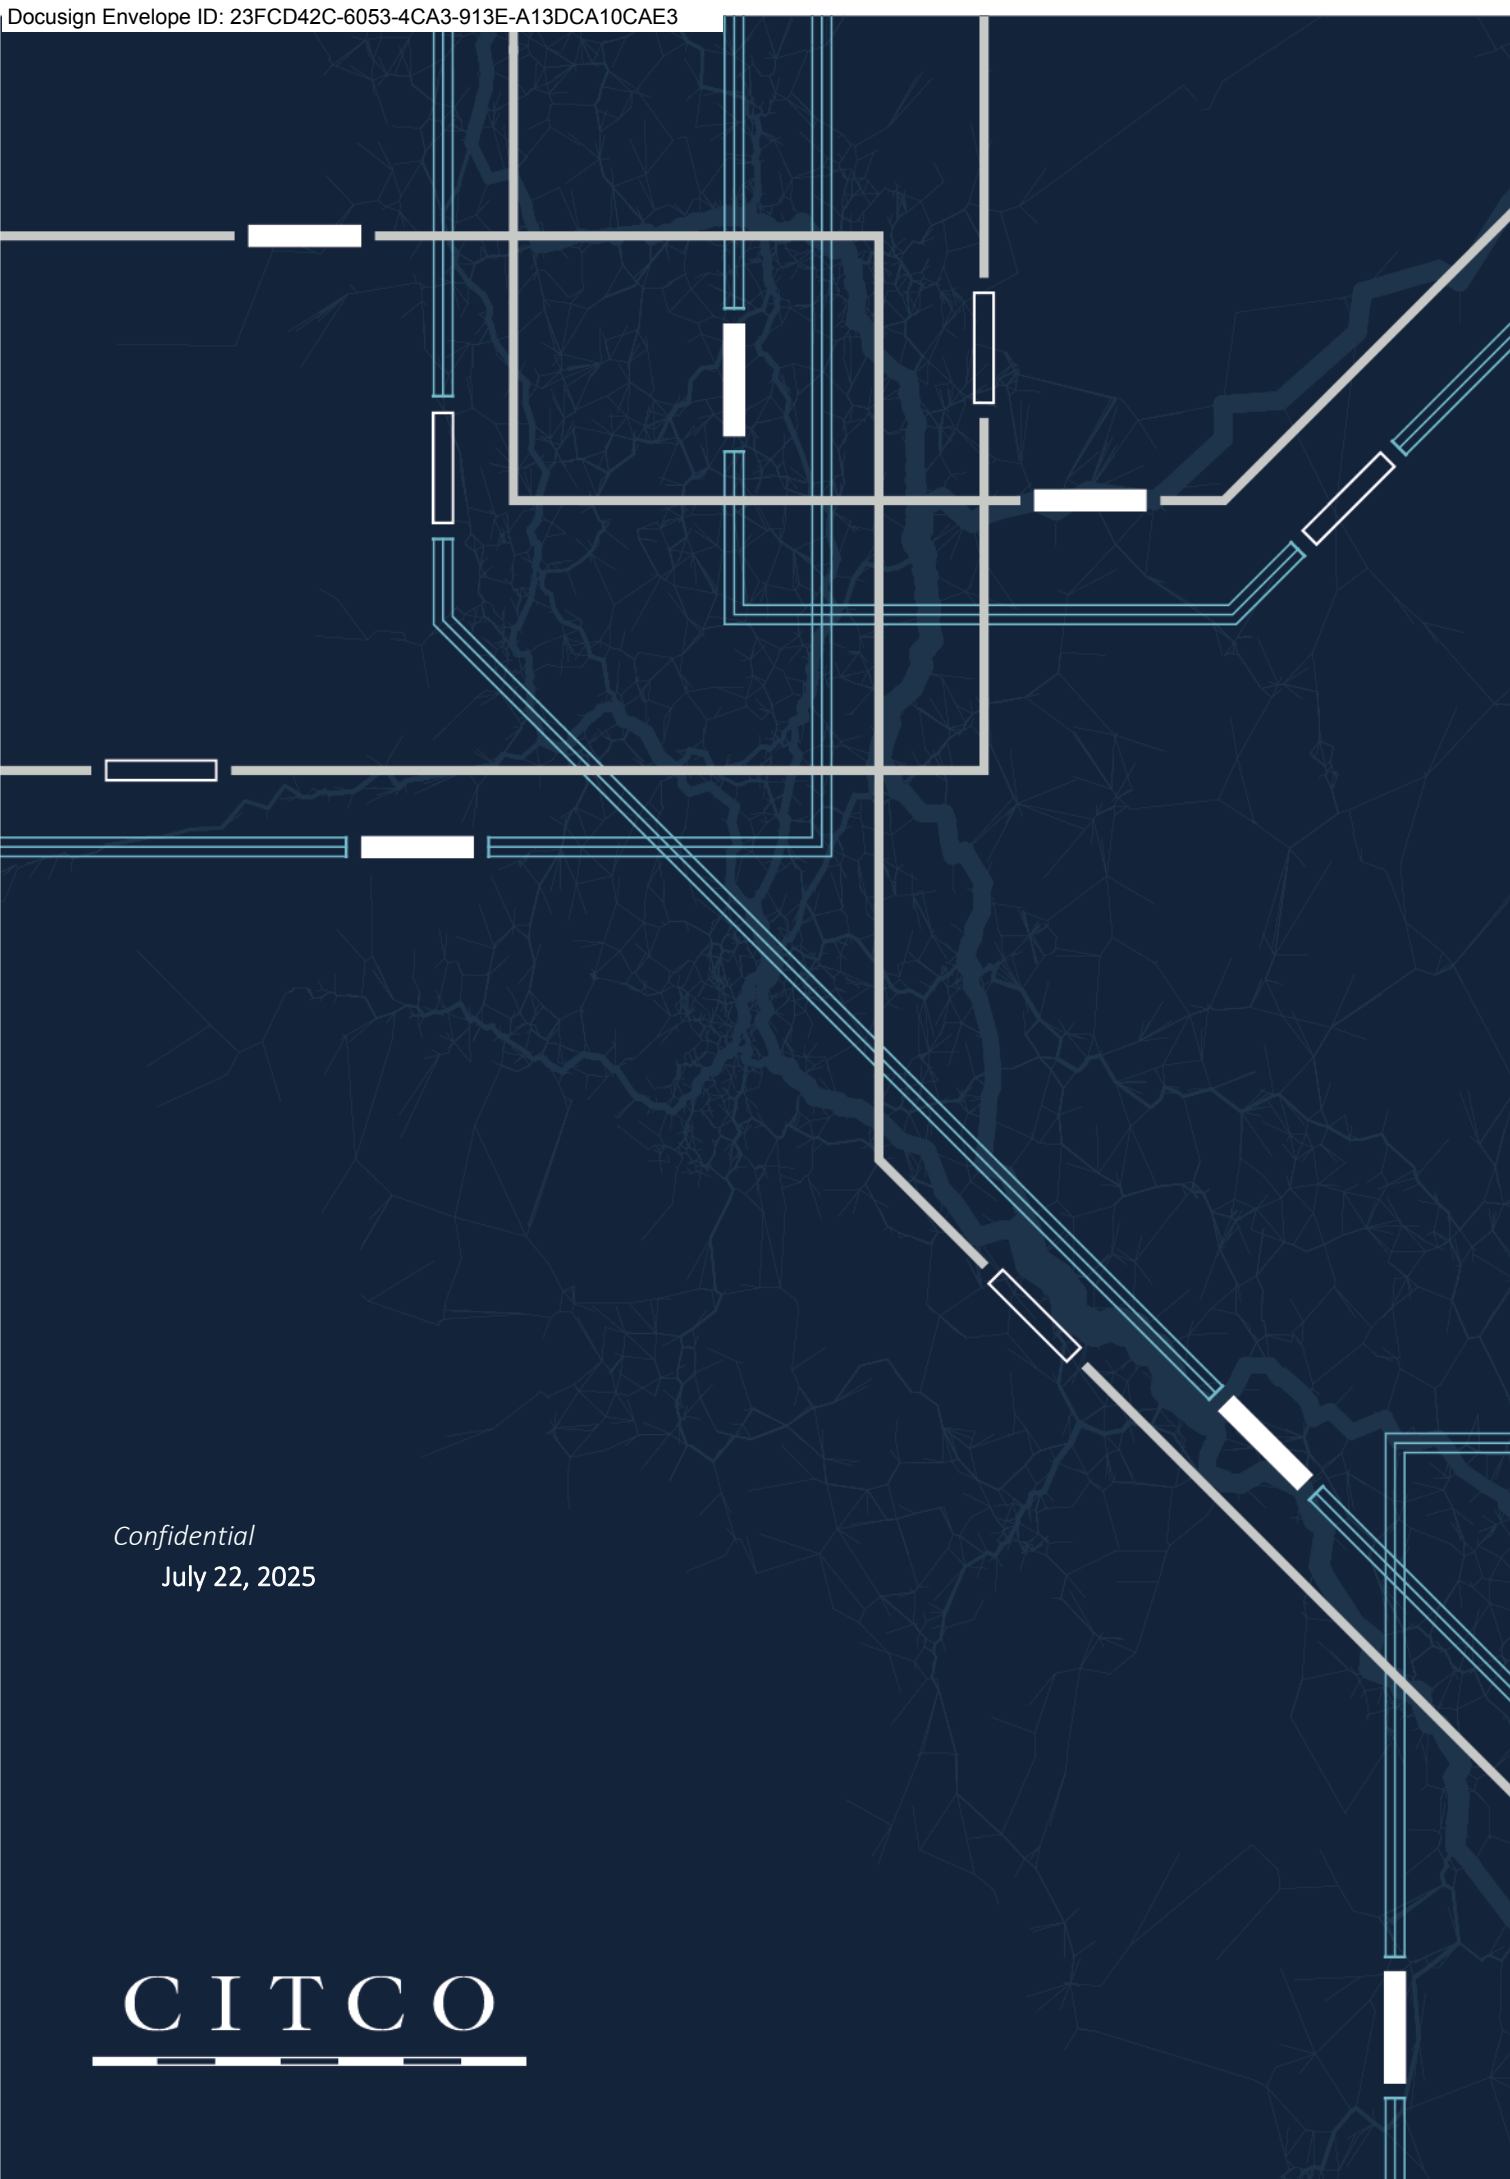 Docusign Envelope ID: 23FCD42C-6053-4CA3-913E-A13DCA10CAE3
Confidential
July 22, 2025
CITCO